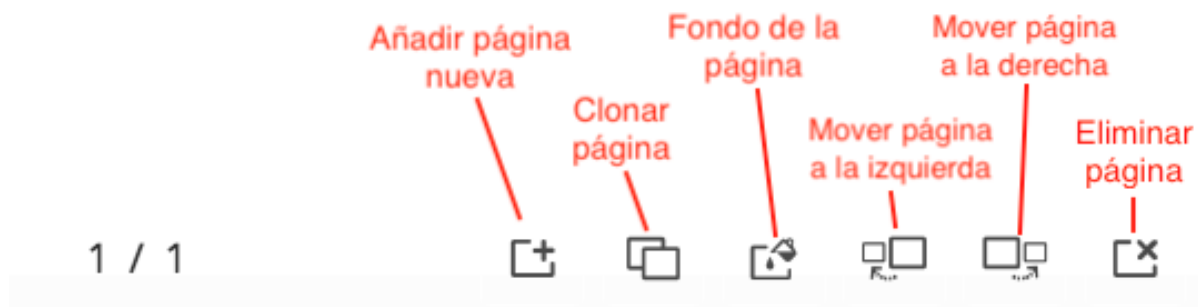 Añadir página
nueva
Clonar
página
Fondo de la
página
Mover página
a la izquierda
Mover página
a la derecha
Eliminar
página
1 / 1